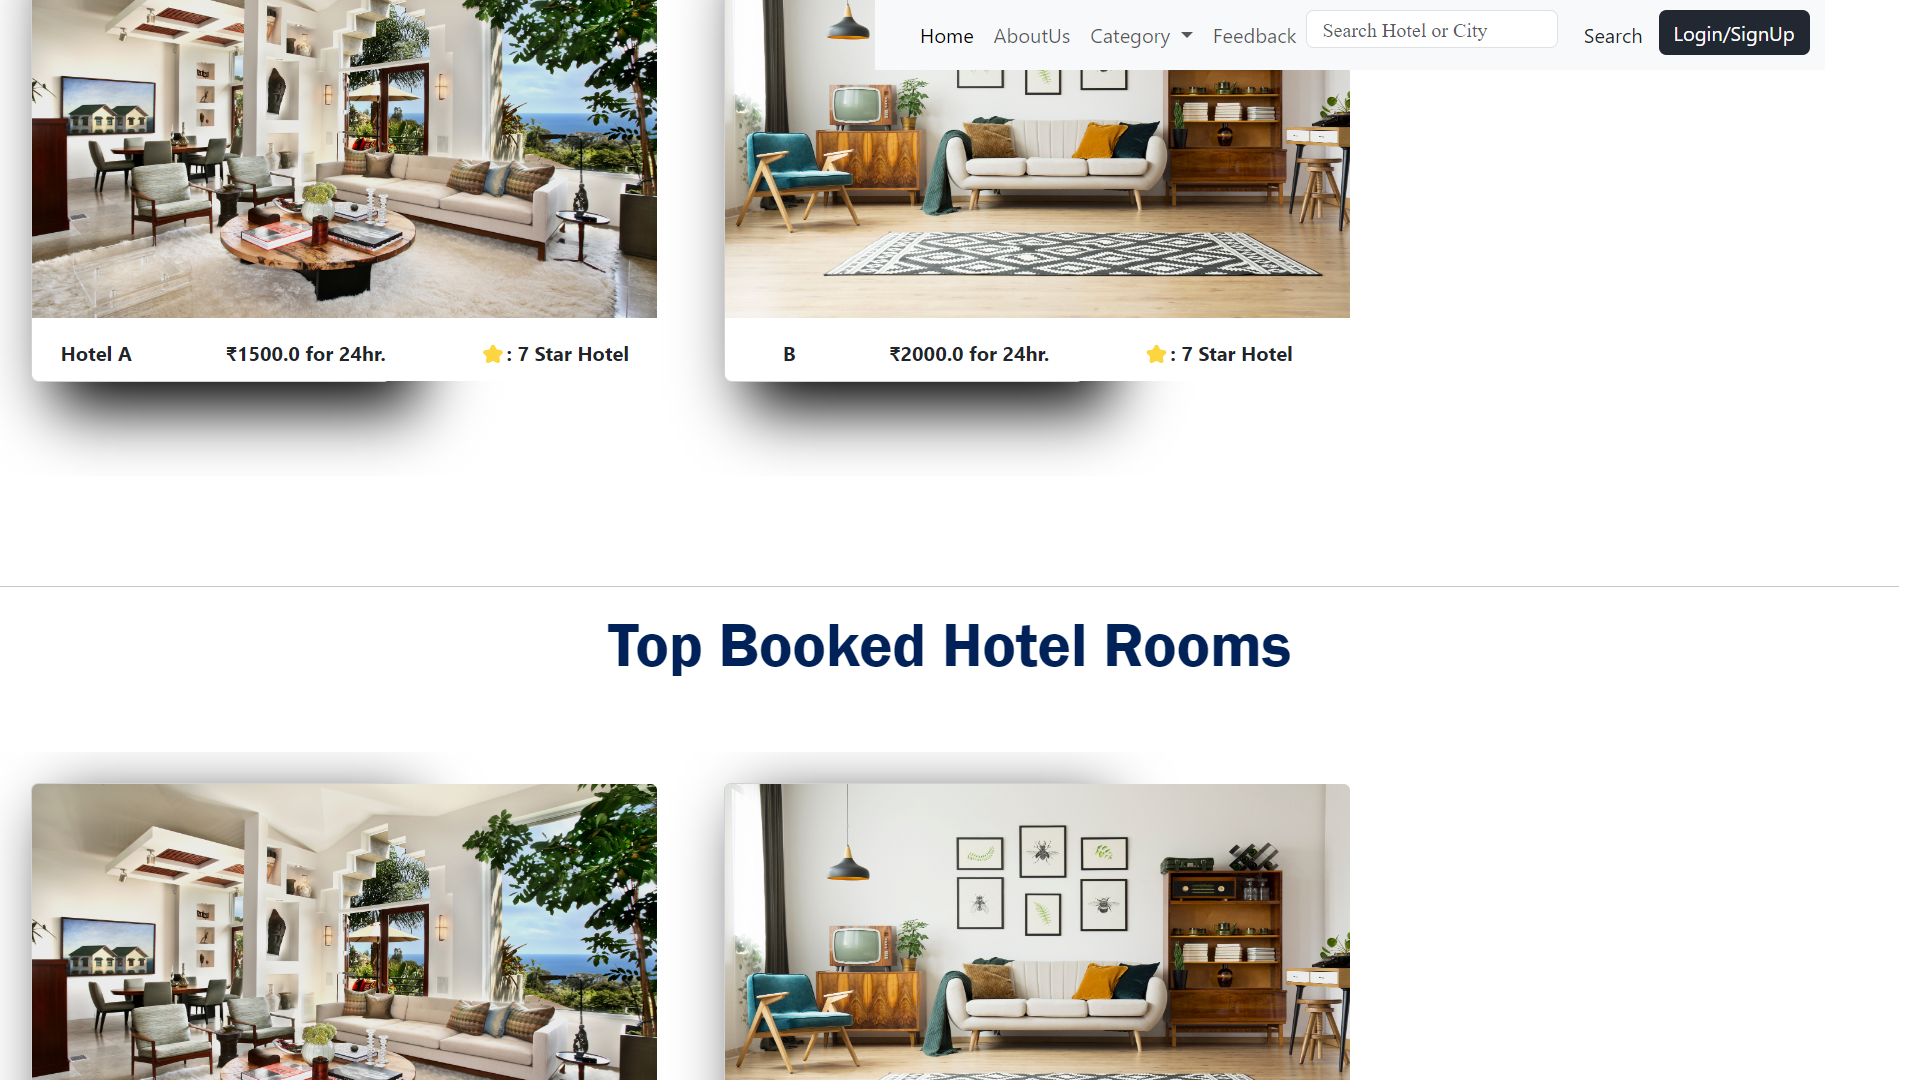 Home AboutUs Category Feedback Search Hotel or City Search Login/SignUp
Hotel A ₹1500.0 for 24hr. ⭐: 7 Star Hotel
B ₹2000.0 for 24hr. ⭐: 7 Star Hotel
Top Booked Hotel Rooms